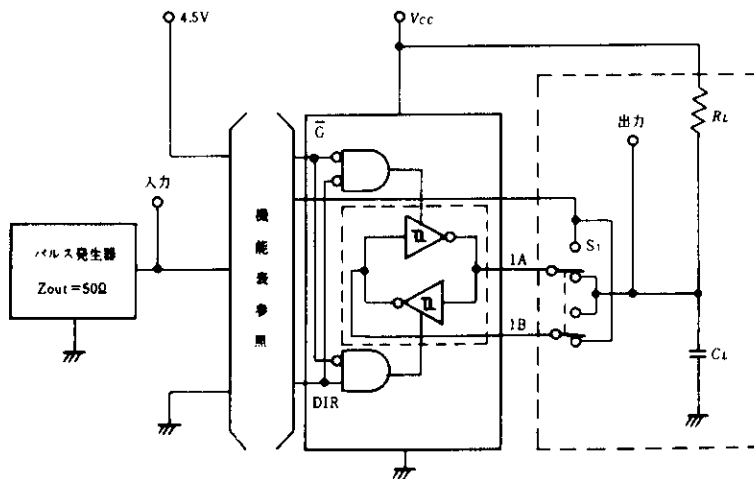 4.5V
VCC
G
RL
出力
入力
機能表参照
パルス発生器
Zout=50Ω
S1
1A
1B
CL
DIR